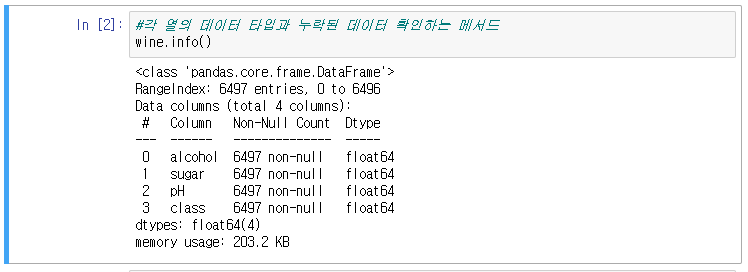 In [2]: #각 열의 데이터 타입과 누락된 데이터 확인하는 메서드
wine.info()
<class 'pandas.core.frame.DataFrame'>
RangeIndex: 6497 entries, 0 to 6496
Data columns (total 4 columns):
 #   Column   Non-Null Count  Dtype
---  ------   --------------  -----
 0   alcohol  6497 non-null   float64
 1   sugar    6497 non-null   float64
 2   pH       6497 non-null   float64
 3   class    6497 non-null   float64
dtypes: float64(4)
memory usage: 203.2 KB